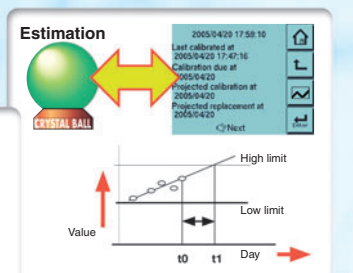 Estimation
CRYSTAL BALL
2005/04/20 17:59:10
Last calibrated at
2005/04/20 17:47:16
Calibration due at
2005/04/20
Projected calibration at
2005/04/20
Projected replacement at
2005/04/20
Next
Enter
High limit
Low limit
Value
Day
t0 t1